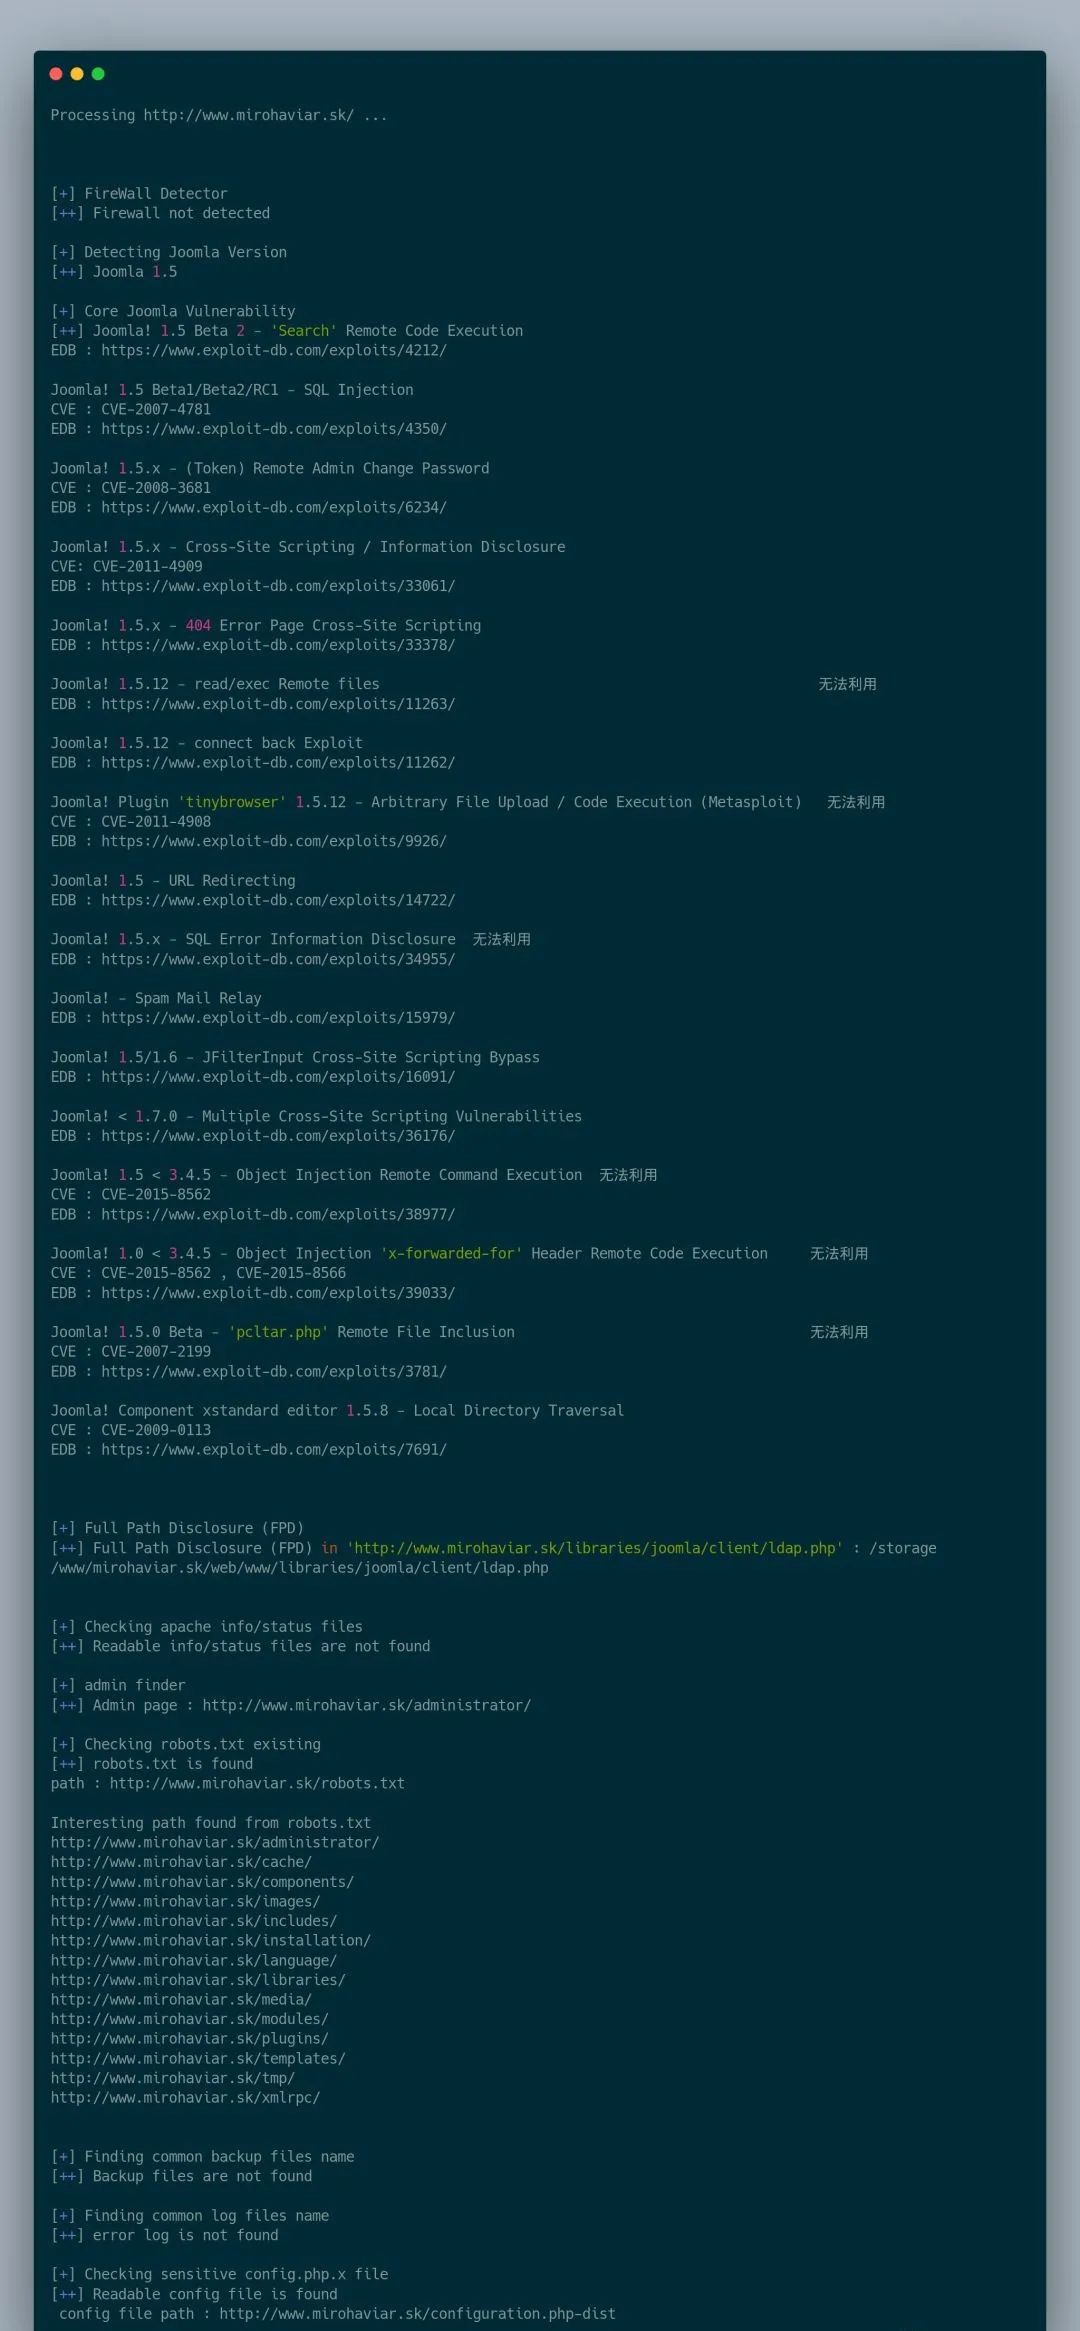 Processing http://www.mirohaviar.sk/ ...
[+] FireWall Detector
[++] Firewall not detected
[+] Detecting Joomla Version
[++] Joomla 1.5
[+] Core Joomla Vulnerability
[++] Joomla! 1.5 Beta 2 - 'Search' Remote Code Execution
EDB : https://www.exploit-db.com/exploits/4212/
Joomla! 1.5 Beta1/Beta2/RC1 - SQL Injection
CVE : CVE-2007-4781
EDB : https://www.exploit-db.com/exploits/4350/
Joomla! 1.5.x - (Token) Remote Admin Change Password
CVE : CVE-2008-3681
EDB : https://www.exploit-db.com/exploits/6234/
Joomla! 1.5.x - Cross-Site Scripting / Information Disclosure
CVE: CVE-2011-4909
EDB : https://www.exploit-db.com/exploits/33061/
Joomla! 1.5.x - 404 Error Page Cross-Site Scripting
EDB : https://www.exploit-db.com/exploits/33378/
Joomla! 1.5.12 - read/exec Remote files 无法利用
EDB : https://www.exploit-db.com/exploits/11263/
Joomla! 1.5.12 - connect back Exploit
EDB : https://www.exploit-db.com/exploits/11262/
Joomla! Plugin 'tinybrowser' 1.5.12 - Arbitrary File Upload / Code Execution (Metasploit) 无法利用
CVE : CVE-2011-4908
EDB : https://www.exploit-db.com/exploits/9926/
Joomla! 1.5 - URL Redirecting
EDB : https://www.exploit-db.com/exploits/14722/
Joomla! 1.5.x - SQL Error Information Disclosure 无法利用
EDB : https://www.exploit-db.com/exploits/34955/
Joomla! - Spam Mail Relay
EDB : https://www.exploit-db.com/exploits/15979/
Joomla! 1.5/1.6 - JFilterInput Cross-Site Scripting Bypass
EDB : https://www.exploit-db.com/exploits/16091/
Joomla! < 1.7.0 - Multiple Cross-Site Scripting Vulnerabilities
EDB : https://www.exploit-db.com/exploits/36176/
Joomla! 1.5 < 3.4.5 - Object Injection Remote Command Execution 无法利用
CVE : CVE-2015-8562
EDB : https://www.exploit-db.com/exploits/38977/
Joomla! 1.0 < 3.4.5 - Object Injection 'x-forwarded-for' Header Remote Code Execution 无法利用
CVE : CVE-2015-8562 , CVE-2015-8566
EDB : https://www.exploit-db.com/exploits/39033/
Joomla! 1.5.0 Beta - 'pcltar.php' Remote File Inclusion 无法利用
CVE : CVE-2007-2199
EDB : https://www.exploit-db.com/exploits/3781/
Joomla! Component xstandard editor 1.5.8 - Local Directory Traversal
CVE : CVE-2009-0113
EDB : https://www.exploit-db.com/exploits/7691/
[+] Full Path Disclosure (FPD)
[++] Full Path Disclosure (FPD) in 'http://www.mirohaviar.sk/libraries/joomla/client/ldap.php' : /storage
/www/mirohaviar.sk/web/www/libraries/joomla/client/ldap.php
[+] Checking apache info/status files
[++] Readable info/status files are not found
[+] admin finder
[++] Admin page : http://www.mirohaviar.sk/administrator/
[+] Checking robots.txt existing
[++] robots.txt is found
path : http://www.mirohaviar.sk/robots.txt
Interesting path found from robots.txt
http://www.mirohaviar.sk/administrator/
http://www.mirohaviar.sk/cache/
http://www.mirohaviar.sk/components/
http://www.mirohaviar.sk/images/
http://www.mirohaviar.sk/includes/
http://www.mirohaviar.sk/installation/
http://www.mirohaviar.sk/language/
http://www.mirohaviar.sk/libraries/
http://www.mirohaviar.sk/media/
http://www.mirohaviar.sk/modules/
http://www.mirohaviar.sk/plugins/
http://www.mirohaviar.sk/templates/
http://www.mirohaviar.sk/tmp/
http://www.mirohaviar.sk/xmlrpc/
[+] Finding common backup files name
[++] Backup files are not found
[+] Finding common log files name
[++] error log is not found
[+] Checking sensitive config.php.x file
[++] Readable config file is found
config file path : http://www.mirohaviar.sk/configuration.php-dist